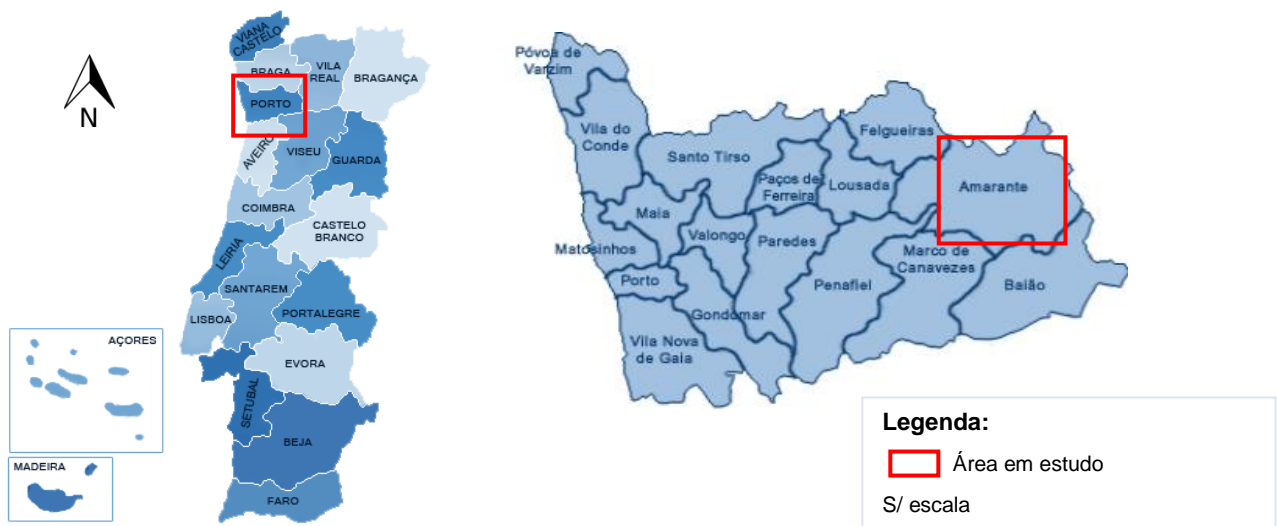 N
VIANA
CASTELO
BRAGA
VILA
REAL
BRAGANÇA
PORTO
AVEIRO
VISEU
GUARDA
COIMBRA
CASTELO
BRANCO
LEIRIA
SANTAREM
LISBOA
PORTALEGRE
EVORA
SETUBAL
BEJA
FARO
AÇORES
MADEIRA
Póvoa de
Varzim
Vila do
Conde
Santo Tirso
Felgueiras
Paços de
Ferreira
Lousada
Amarante
Maia
Valongo
Paredes
Matosinhos
Porto
Gondomar
Penafiel
Marco de
Canavezes
Baião
Vila Nova
de Gaia
Legenda:
Área em estudo
S/ escala